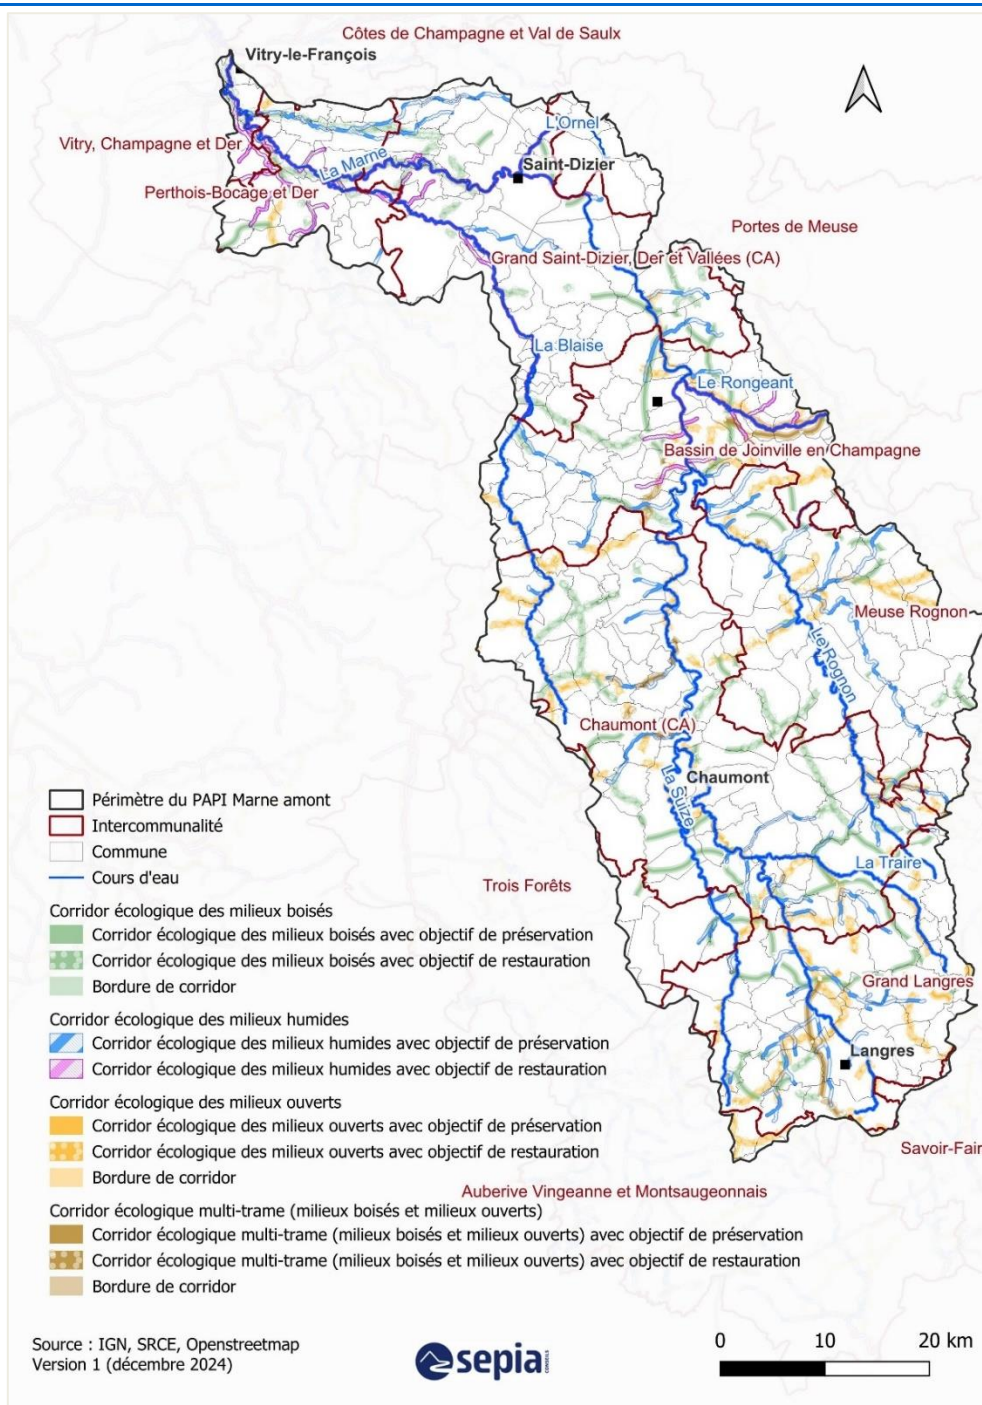 Côtes de Champagne et Val de Saulx
Vitry-le-François
L'Ornel
Vitry, Champagne et Der
La Marne
Saint-Dizier
Perthois-Bocage et Der
Portes de Meuse
Grand Saint-Dizier, Der et Vallées (CA)
La Blaise
Le Rongeant
Bassin de Joinville en Champagne
Meuse Rognon
Le Rognon
Chaumont (CA)
Chaumont
La Suize
La Traire
Trois Forêts
Grand Langres
Langres
Savoir-Fair
Auberive Vingeanne et Montsaugeonnais
Périmètre du PAPI Marne amont
Intercommunalité
Commune
Cours d'eau
Corridor écologique des milieux boisés
Corridor écologique des milieux boisés avec objectif de préservation
Corridor écologique des milieux boisés avec objectif de restauration
Bordure de corridor
Corridor écologique des milieux humides
Corridor écologique des milieux humides avec objectif de préservation
Corridor écologique des milieux humides avec objectif de restauration
Corridor écologique des milieux ouverts
Corridor écologique des milieux ouverts avec objectif de préservation
Corridor écologique des milieux ouverts avec objectif de restauration
Bordure de corridor
Corridor écologique multi-trame (milieux boisés et milieux ouverts)
Corridor écologique multi-trame (milieux boisés et milieux ouverts) avec objectif de préservation
Corridor écologique multi-trame (milieux boisés et milieux ouverts) avec objectif de restauration
Bordure de corridor
Source : IGN, SRCE, Openstreetmap
Version 1 (décembre 2024)
sepia
CONSEILS
0 10 20 km